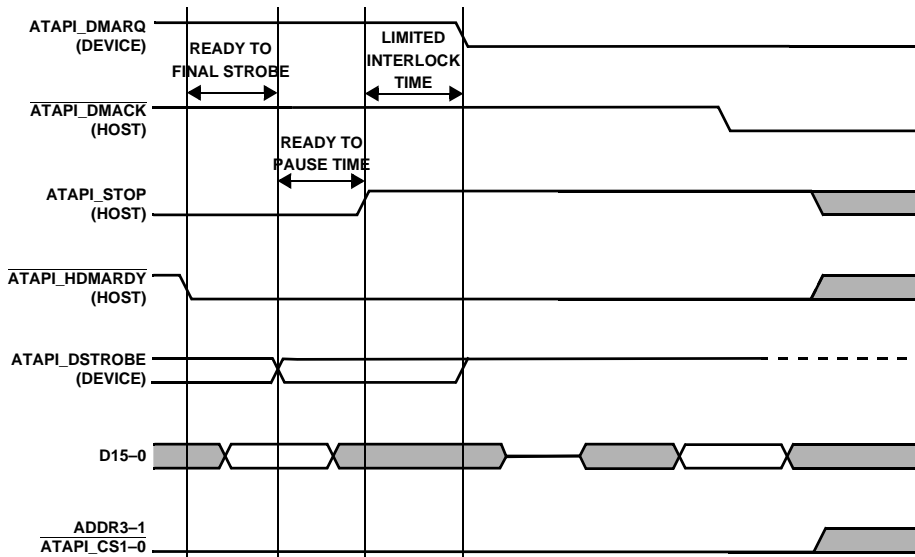 ATAPI_DMARQ
(DEVICE)
READY TO
FINAL STROBE
LIMITED
INTERLOCK
TIME
ATAPI_DMACK
(HOST)
READY TO
PAUSE TIME
ATAPI_STOP
(HOST)
ATAPI_HDMARDY
(HOST)
ATAPI_DSTROBE
(DEVICE)
D15–0
ADDR3–1
ATAPI_CS1–0